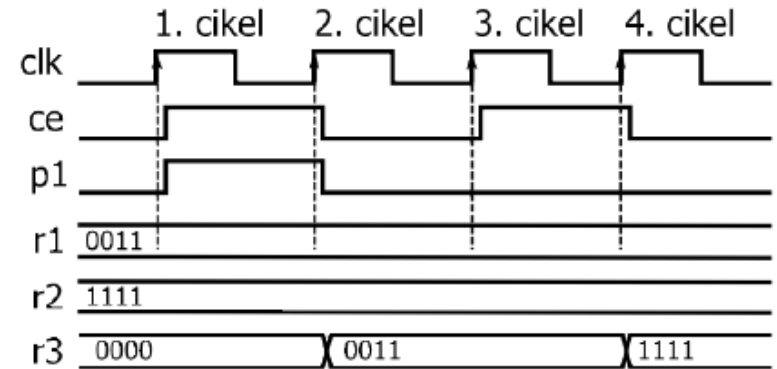 1. cikel 2. cikel 3. cikel 4. cikel
clk
ce
p1
r1 0011
r2 1111
r3 0000 0011 1111